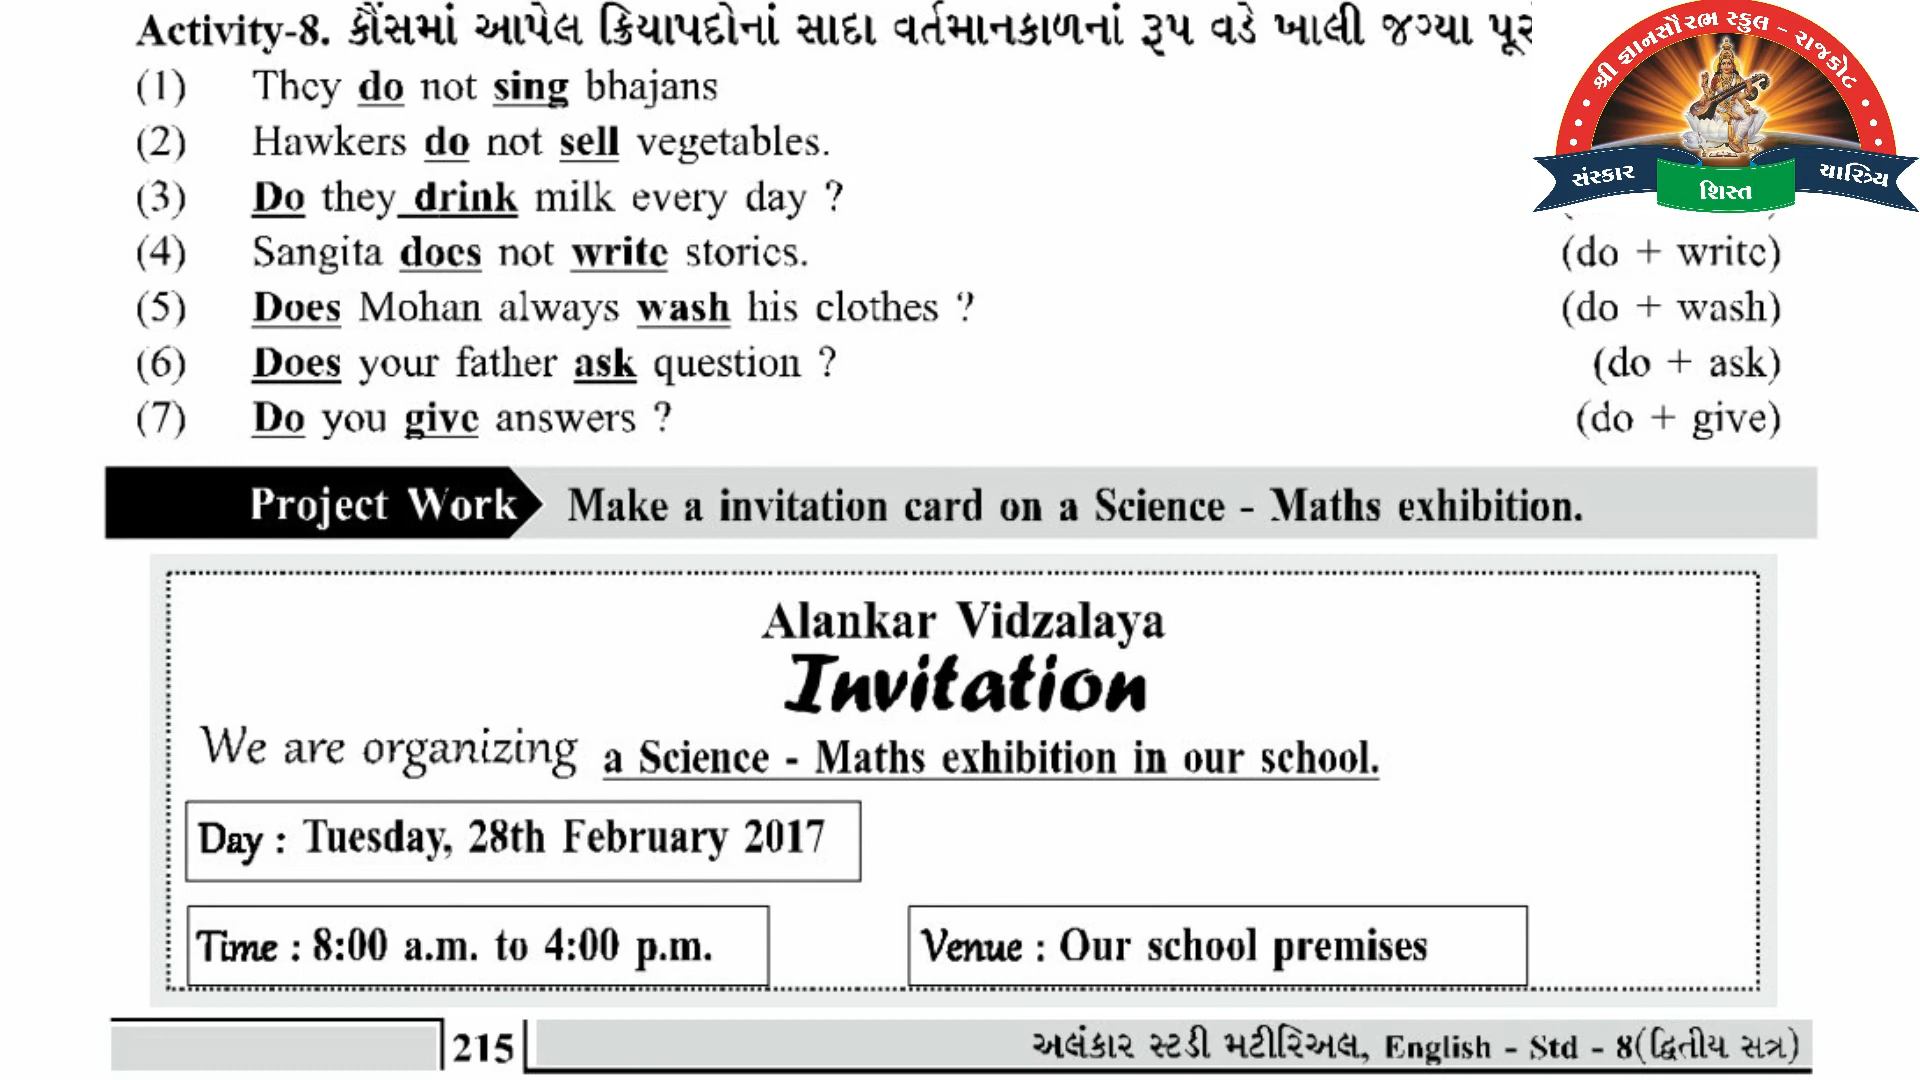 Activity-8. કૌંસમાં આપેલ ક્રિયાપદોનાં સાદા વર્તમાનકાળનાં રૂપ વડે ખાલી જગ્યા
(1) They do not sing bhajans
(2) Hawkers do not sell vegetables.
(3) Do they drink milk every day ?
(4) Sangita does not write stories. (do + write)
(5) Does Mohan always wash his clothes ? (do + wash)
(6) Does your father ask question ? (do + ask)
(7) Do you give answers ? (do + give)
શ્રી જ્ઞાનસૌરભ સ્કુલ - રાજકોટ
સંસ્કાર શિસ્ત ચારિત્ર્ય
Project Work Make a invitation card on a Science - Maths exhibition.
Alankar Vidzalaya
Invitation
We are organizing a Science - Maths exhibition in our school.
Day : Tuesday, 28th February 2017
Time : 8:00 a.m. to 4:00 p.m. Venue : Our school premises
215 અલંકાર સ્ટડી મટીરિઅલ, English - Std - 8(દ્વિતીય સત્ર)